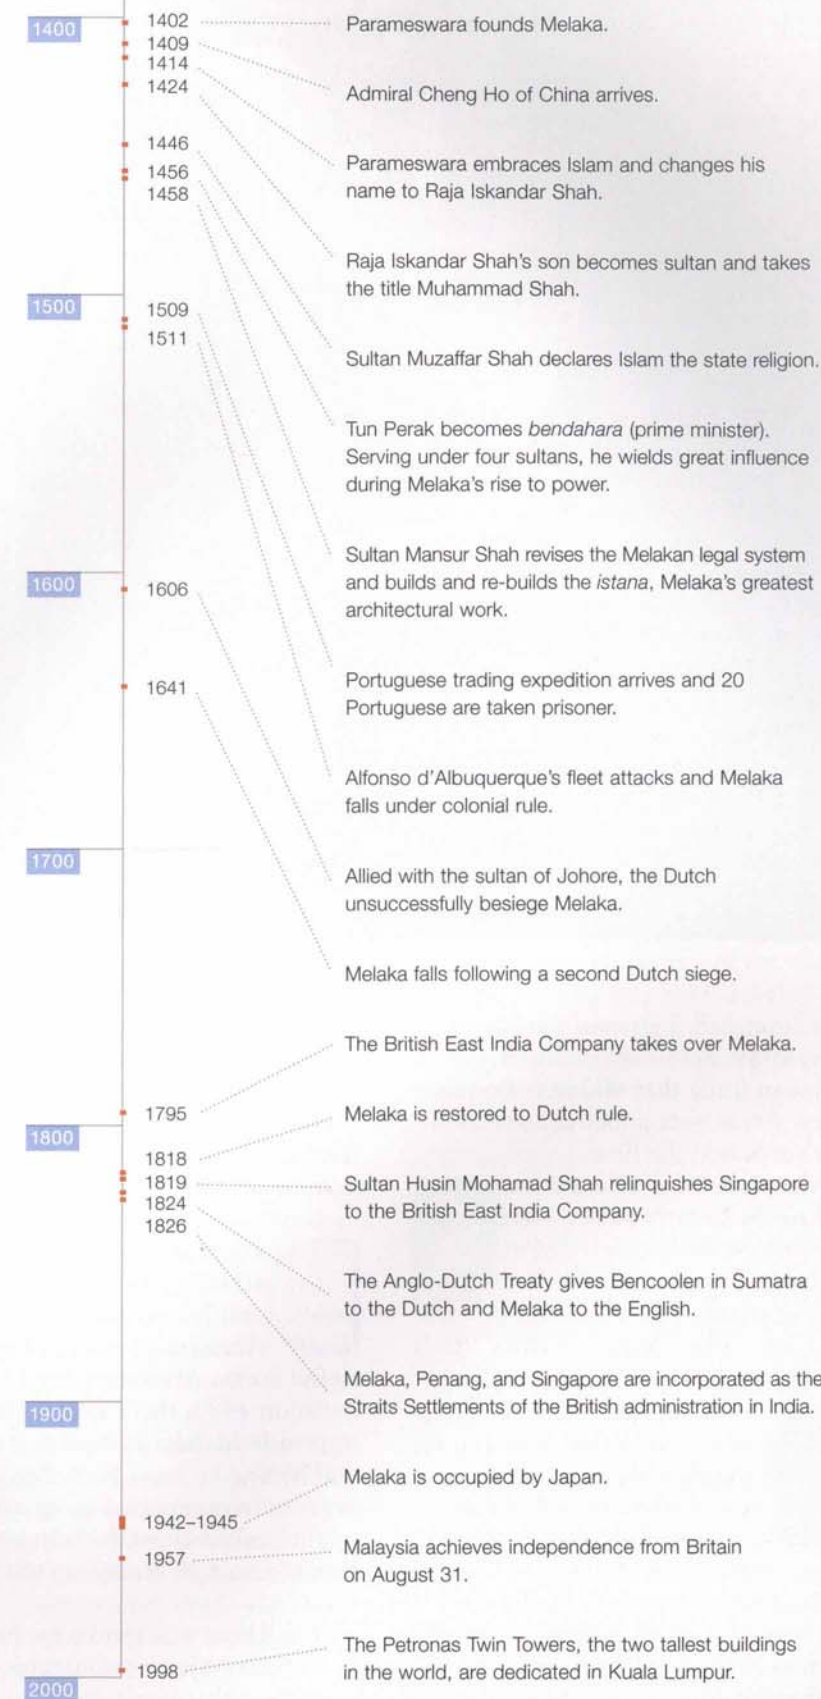 1400
1402
Parameswara founds Melaka.
1409
Admiral Cheng Ho of China arrives.
1414
Parameswara embraces Islam and changes his
name to Raja Iskandar Shah.
1424
Raja Iskandar Shah's son becomes sultan and takes
the title Muhammad Shah.
1446
Sultan Muzaffar Shah declares Islam the state religion.
1456
Tun Perak becomes bendahara (prime minister).
Serving under four sultans, he wields great influence
during Melaka's rise to power.
1458
Sultan Mansur Shah revises the Melakan legal system
and builds and re-builds the istana, Melaka's greatest
architectural work.
1500
1509
Portuguese trading expedition arrives and 20
Portuguese are taken prisoner.
1511
Alfonso d'Albuquerque's fleet attacks and Melaka
falls under colonial rule.
1600
1606
Allied with the sultan of Johore, the Dutch
unsuccessfully besiege Melaka.
1641
Melaka falls following a second Dutch siege.
1700
1795
The British East India Company takes over Melaka.
1800
1818
Melaka is restored to Dutch rule.
1819
Sultan Husin Mohamad Shah relinquishes Singapore
to the British East India Company.
1824
The Anglo-Dutch Treaty gives Bencoolen in Sumatra
to the Dutch and Melaka to the English.
1826
Melaka, Penang, and Singapore are incorporated as the
Straits Settlements of the British administration in India.
1900
1942–1945
Melaka is occupied by Japan.
1957
Malaysia achieves independence from Britain
on August 31.
1998
The Petronas Twin Towers, the two tallest buildings
in the world, are dedicated in Kuala Lumpur.
2000